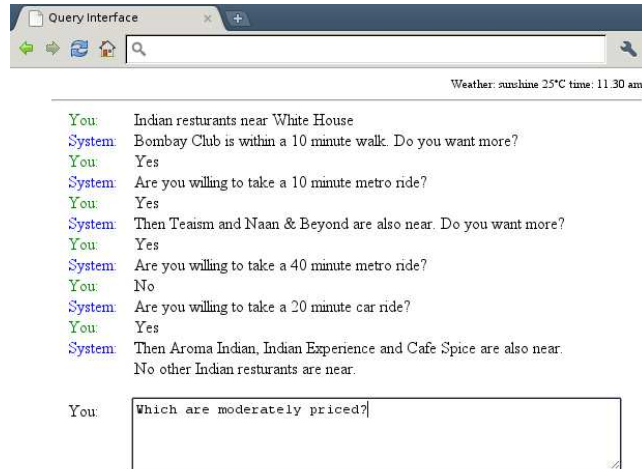 Query Interface
Weather: sunshine 25°C time: 11.30 am
You: Indian resturants near White House
System: Bombay Club is within a 10 minute walk. Do you want more?
You: Yes
System: Are you willing to take a 10 minute metro ride?
You: Yes
System: Then Teaism and Naan & Beyond are also near. Do you want more?
You: Yes
System: Are you willing to take a 40 minute metro ride?
You: No
System: Are you willing to take a 20 minute car ride?
You: Yes
System: Then Aroma Indian, Indian Experience and Cafe Spice are also near.
No other Indian resturants are near.
You: Which are moderately priced?